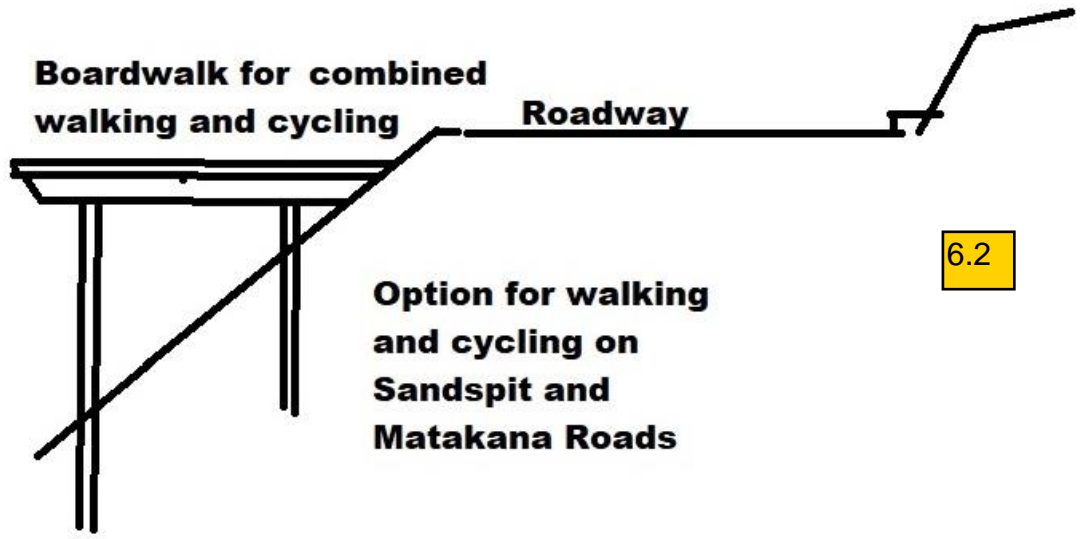 Boardwalk for combined
walking and cycling
Roadway
6.2
Option for walking
and cycling on
Sandspit and
Matakana Roads